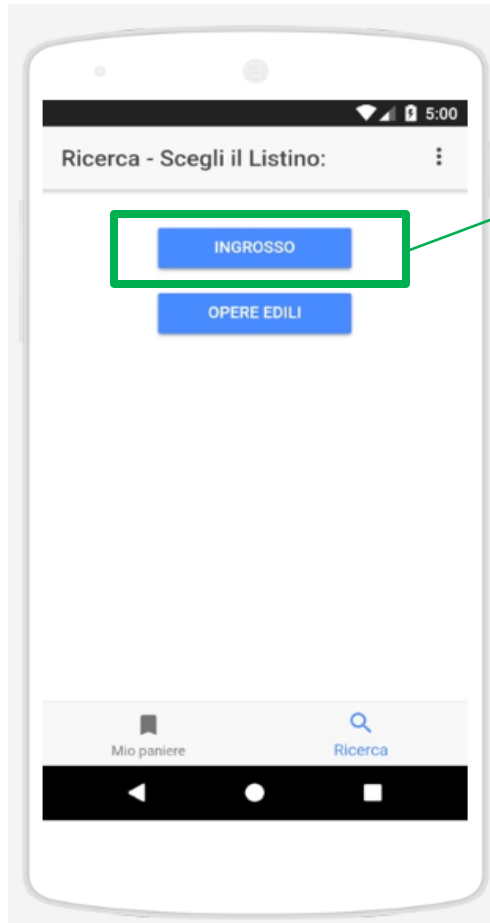 5:00
Ricerca - Scegli il Listino:
INGROSSO
OPERE EDILI
Mio paniere
Ricerca